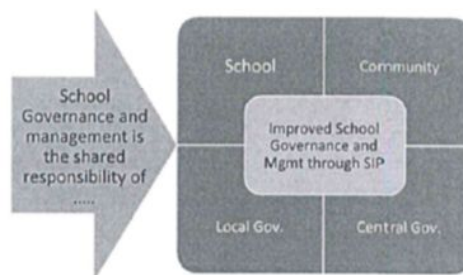 School
Governance and
management is
the shared
responsibility of
.....
School
Community
Improved School
Governance and
Mgmt through SIP
Local Gov.
Central Gov.